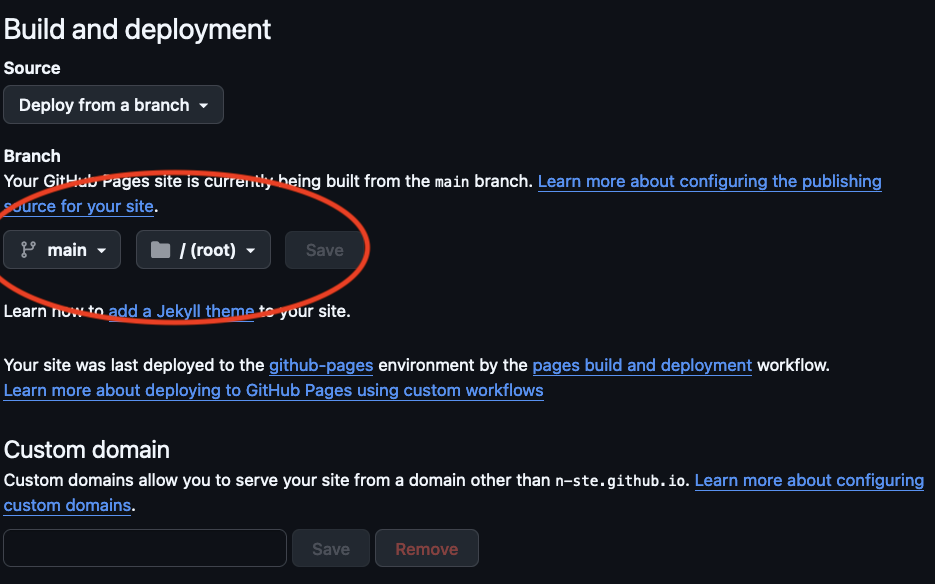 Build and deployment
Source
Deploy from a branch
Branch
Your GitHub Pages site is currently being built from the main branch. Learn more about configuring the publishing
source for your site.
main / (root) Save
Learn how to add a Jekyll theme to your site.
Your site was last deployed to the github-pages environment by the pages build and deployment workflow.
Learn more about deploying to GitHub Pages using custom workflows
Custom domain
Custom domains allow you to serve your site from a domain other than n-ste.github.io. Learn more about configuring
custom domains.
Save Remove